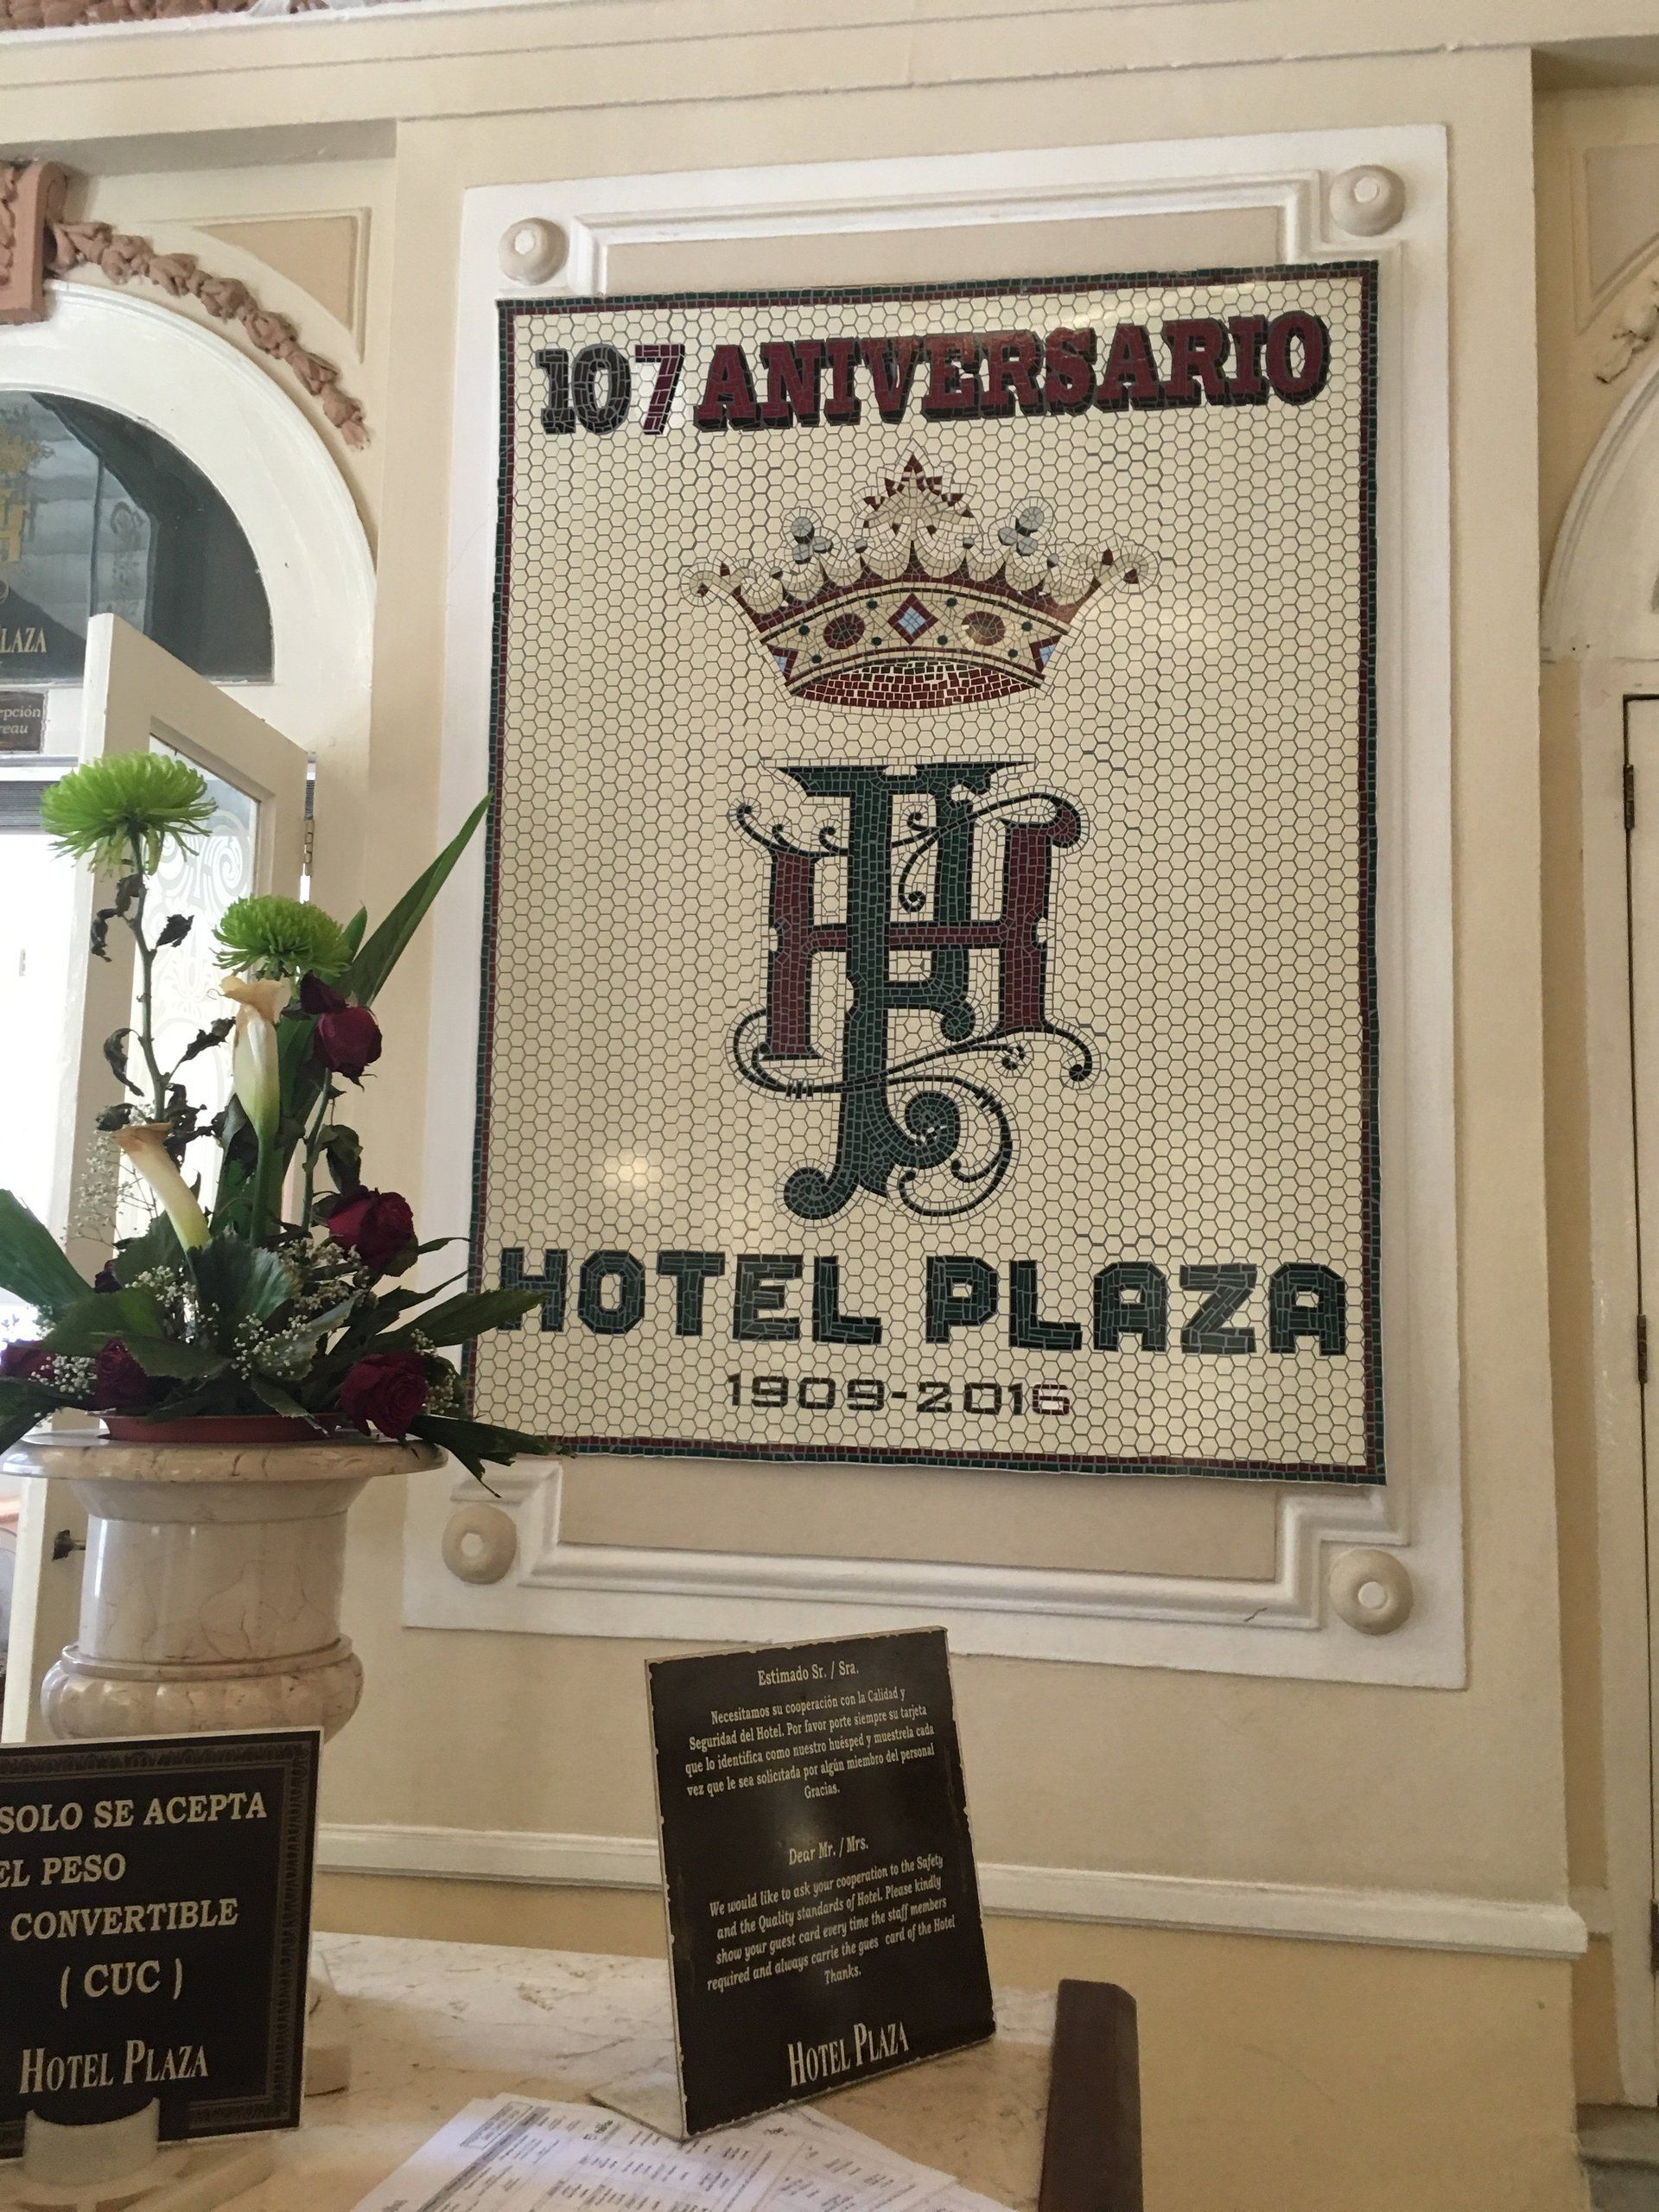 107 ANIVERSARIO
HOTEL PLAZA
1909-2016
LAZA
epción
reau
SOLO SE ACEPTA
EL PESO
CONVERTIBLE
( CUC )
HOTEL PLAZA
Estimado Sr. / Sra.
Necesitamos su cooperación con la Calidad y
Seguridad del Hotel. Por favor porte siempre su tarjeta
que lo identifica como nuestro huésped y muestrela cada
vez que le sea solicitada por algún miembro del personal
Gracias.
Dear Mr. / Mrs.
We would like to ask your cooperation to the Safety
and the Quality standards of Hotel. Please kindly
show your guest card every time the staff members
required and always carrie the gues card of the Hotel
Thanks.
HOTEL PLAZA